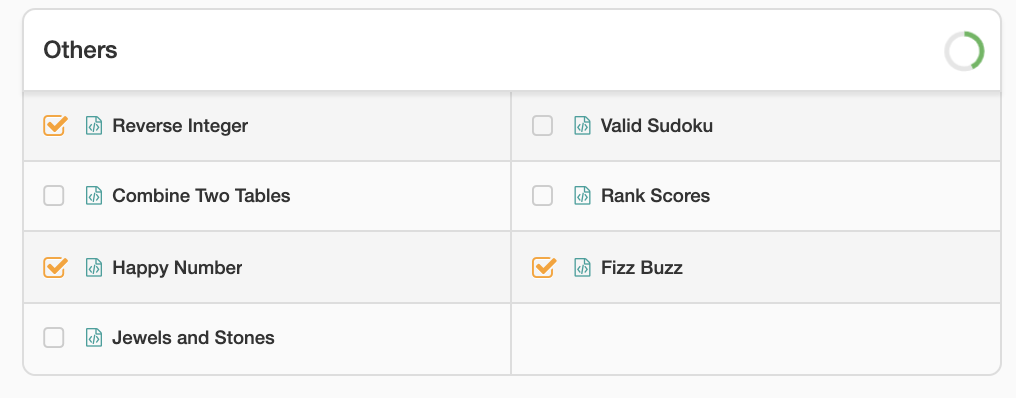 Others
Reverse Integer
Valid Sudoku
Combine Two Tables
Rank Scores
Happy Number
Fizz Buzz
Jewels and Stones